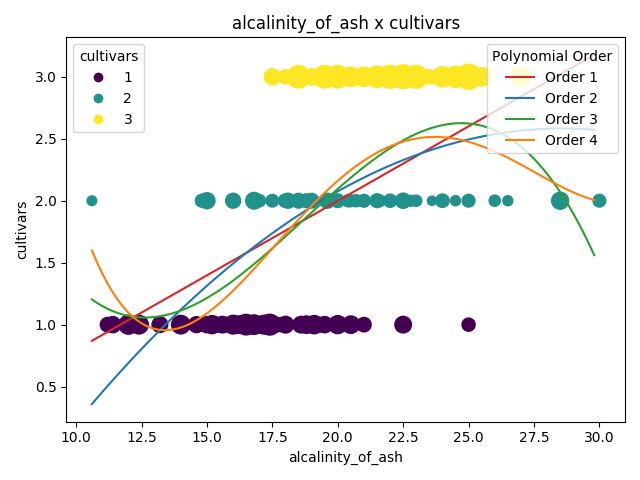 alcalinity_of_ash x cultivars
cultivars
1
2
3
Polynomial Order
Order 1
Order 2
Order 3
Order 4
3.0
2.5
2.0
1.5
1.0
0.5
cultivars
10.0 12.5 15.0 17.5 20.0 22.5 25.0 27.5 30.0
alcalinity_of_ash